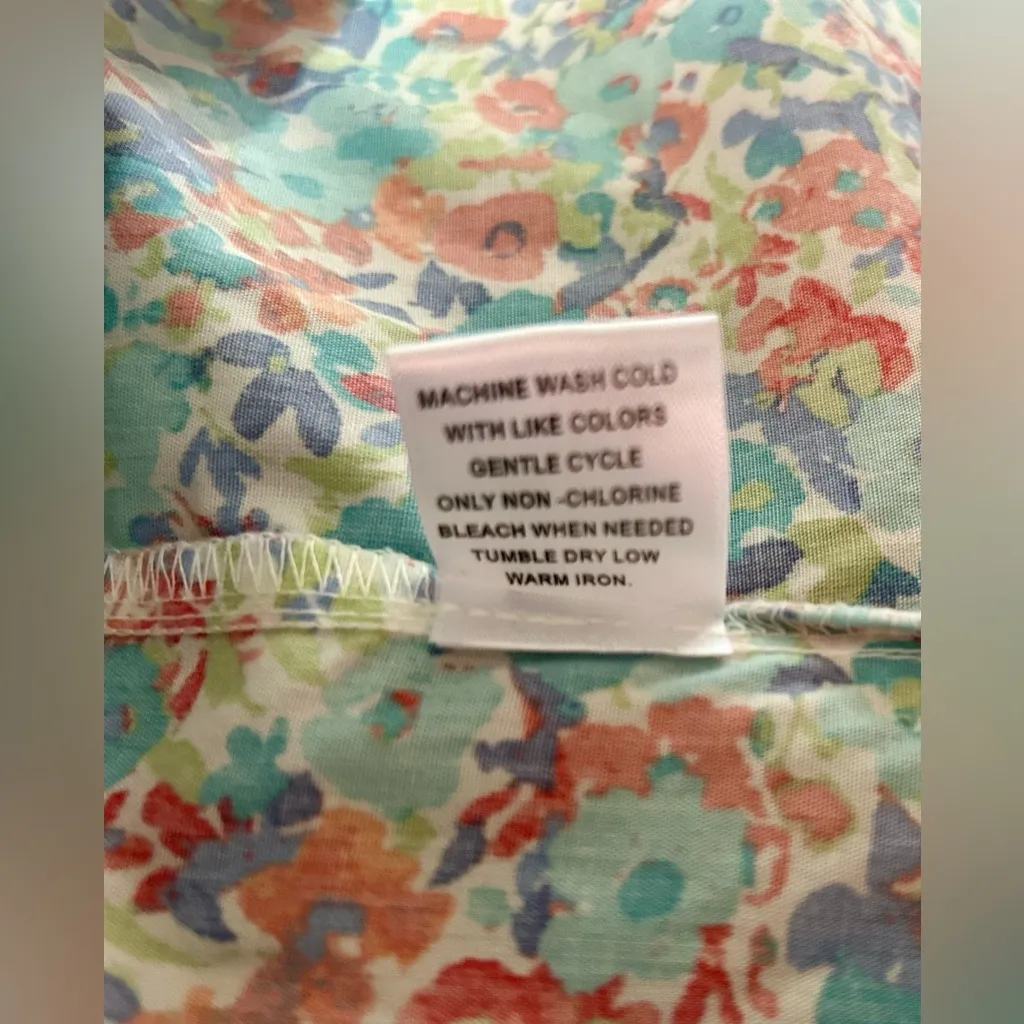 MACHINE WASH COLD
WITH LIKE COLORS
GENTLE CYCLE
ONLY NON -CHLORINE
BLEACH WHEN NEEDED
TUMBLE DRY LOW
WARM IRON.